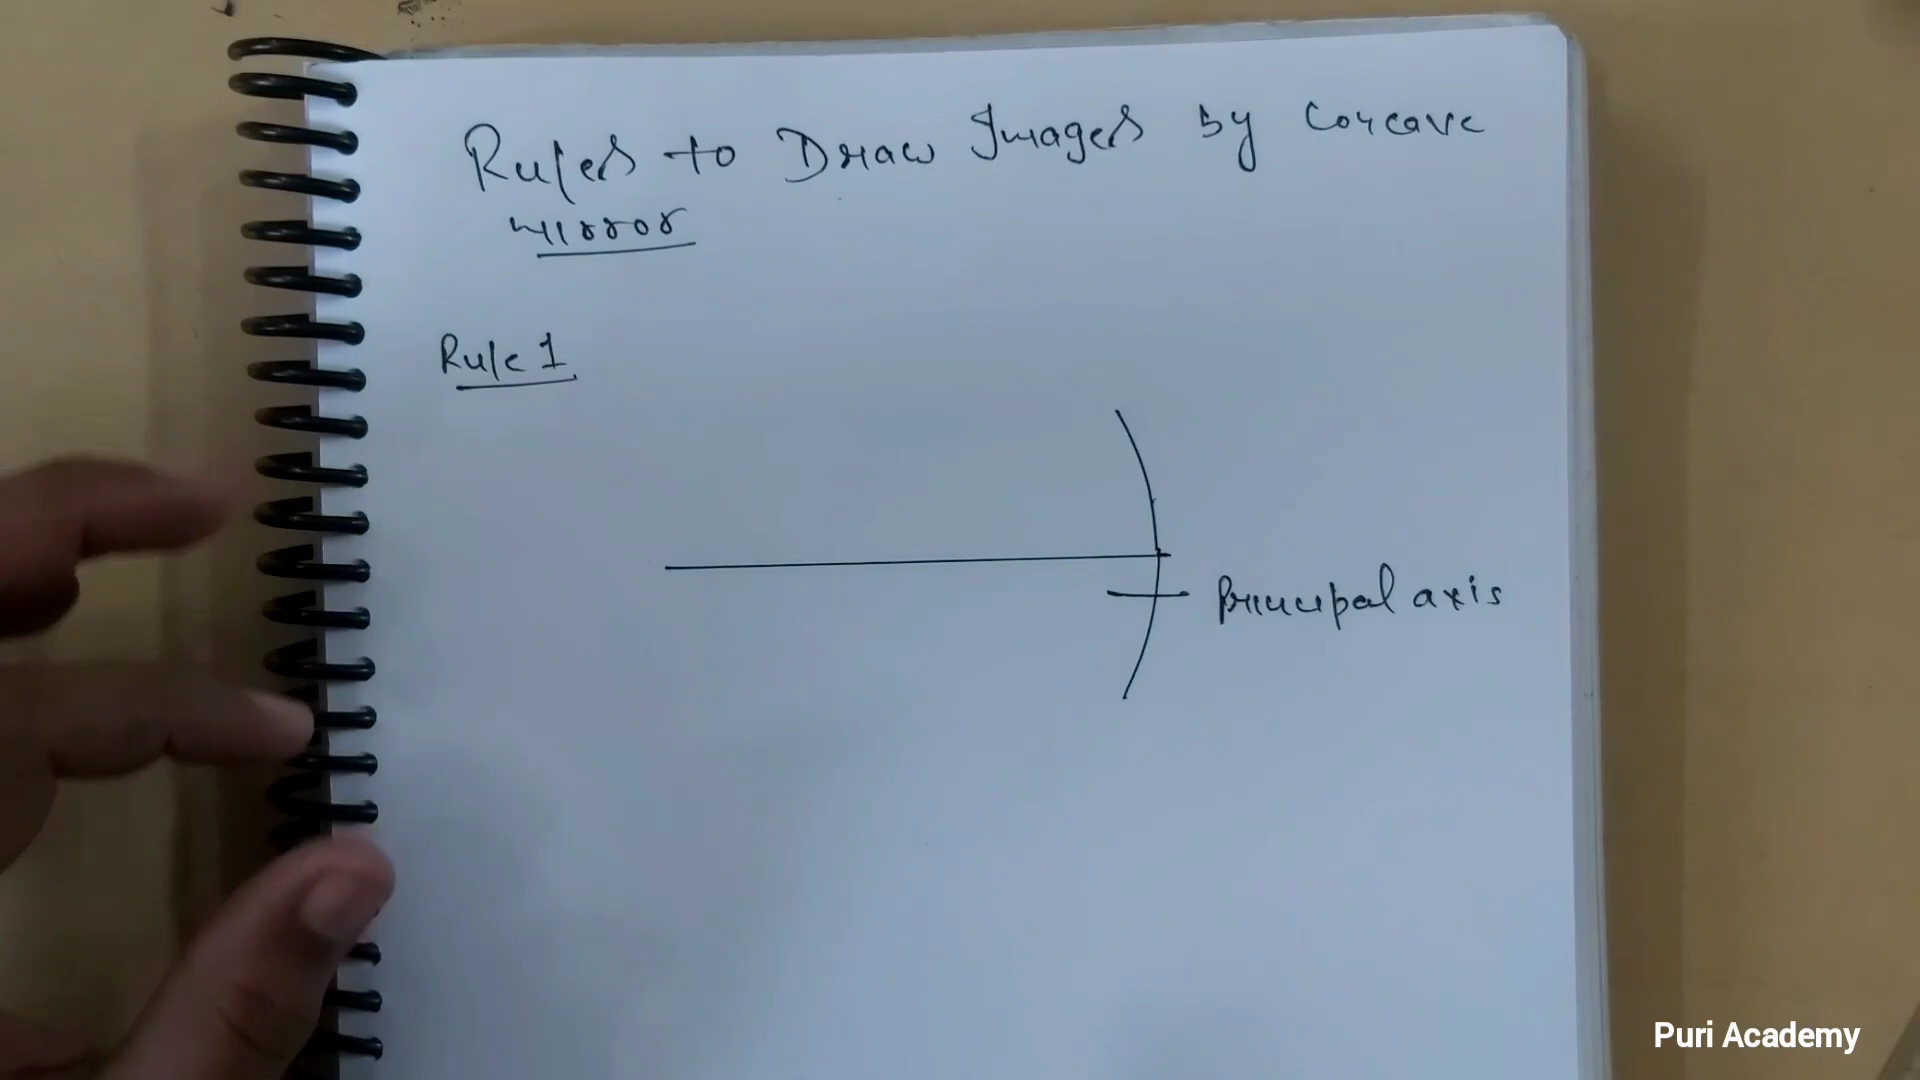 Rules to Draw Images by Concave
Mirror
Rule 1
Principal axis
Puri Academy